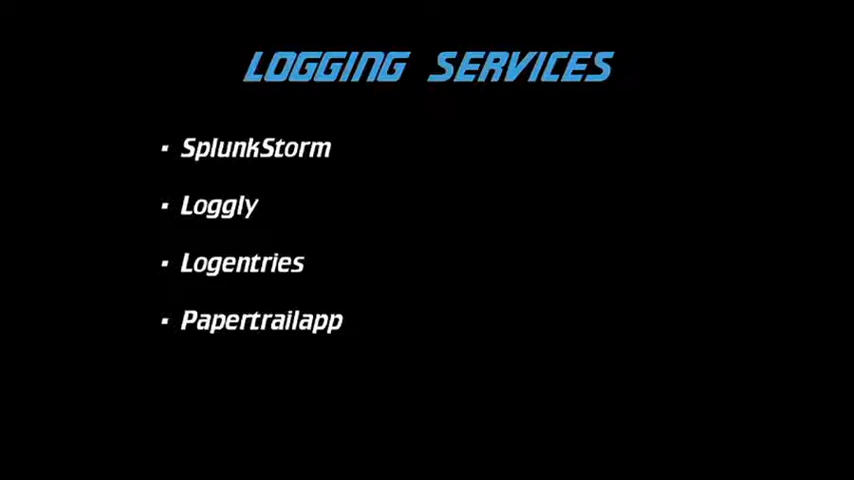 LOGGING SERVICES
▪ SplunkStorm
▪ Loggly
▪ Logentries
▪ Papertrailapp